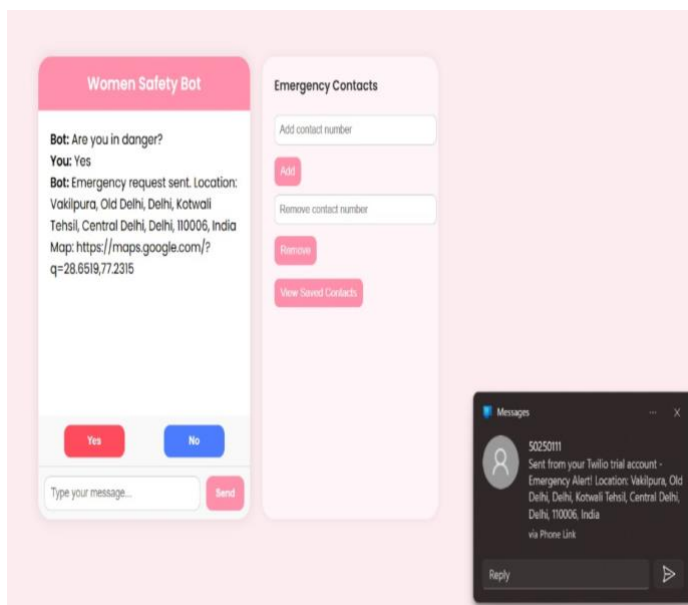 Women Safety Bot
Bot: Are you in danger?
You: Yes
Bot: Emergency request sent. Location:
Vakilpura, Old Delhi, Delhi, Kotwali
Tehsil, Central Delhi, Delhi, 110006, India
Map: https://maps.google.com/?
q=28.6519,77.2315
Yes
No
Type your message...
Send
Emergency Contacts
Add contact number
Add
Remove contact number
Remove
View Saved Contacts
Messages
50250111
Sent from your Twilio trial account -
Emergency Alert! Location: Vakilpura, Old
Delhi, Delhi, Kotwali Tehsil, Central Delhi,
Delhi, 110006, India
via Phone Link
Reply